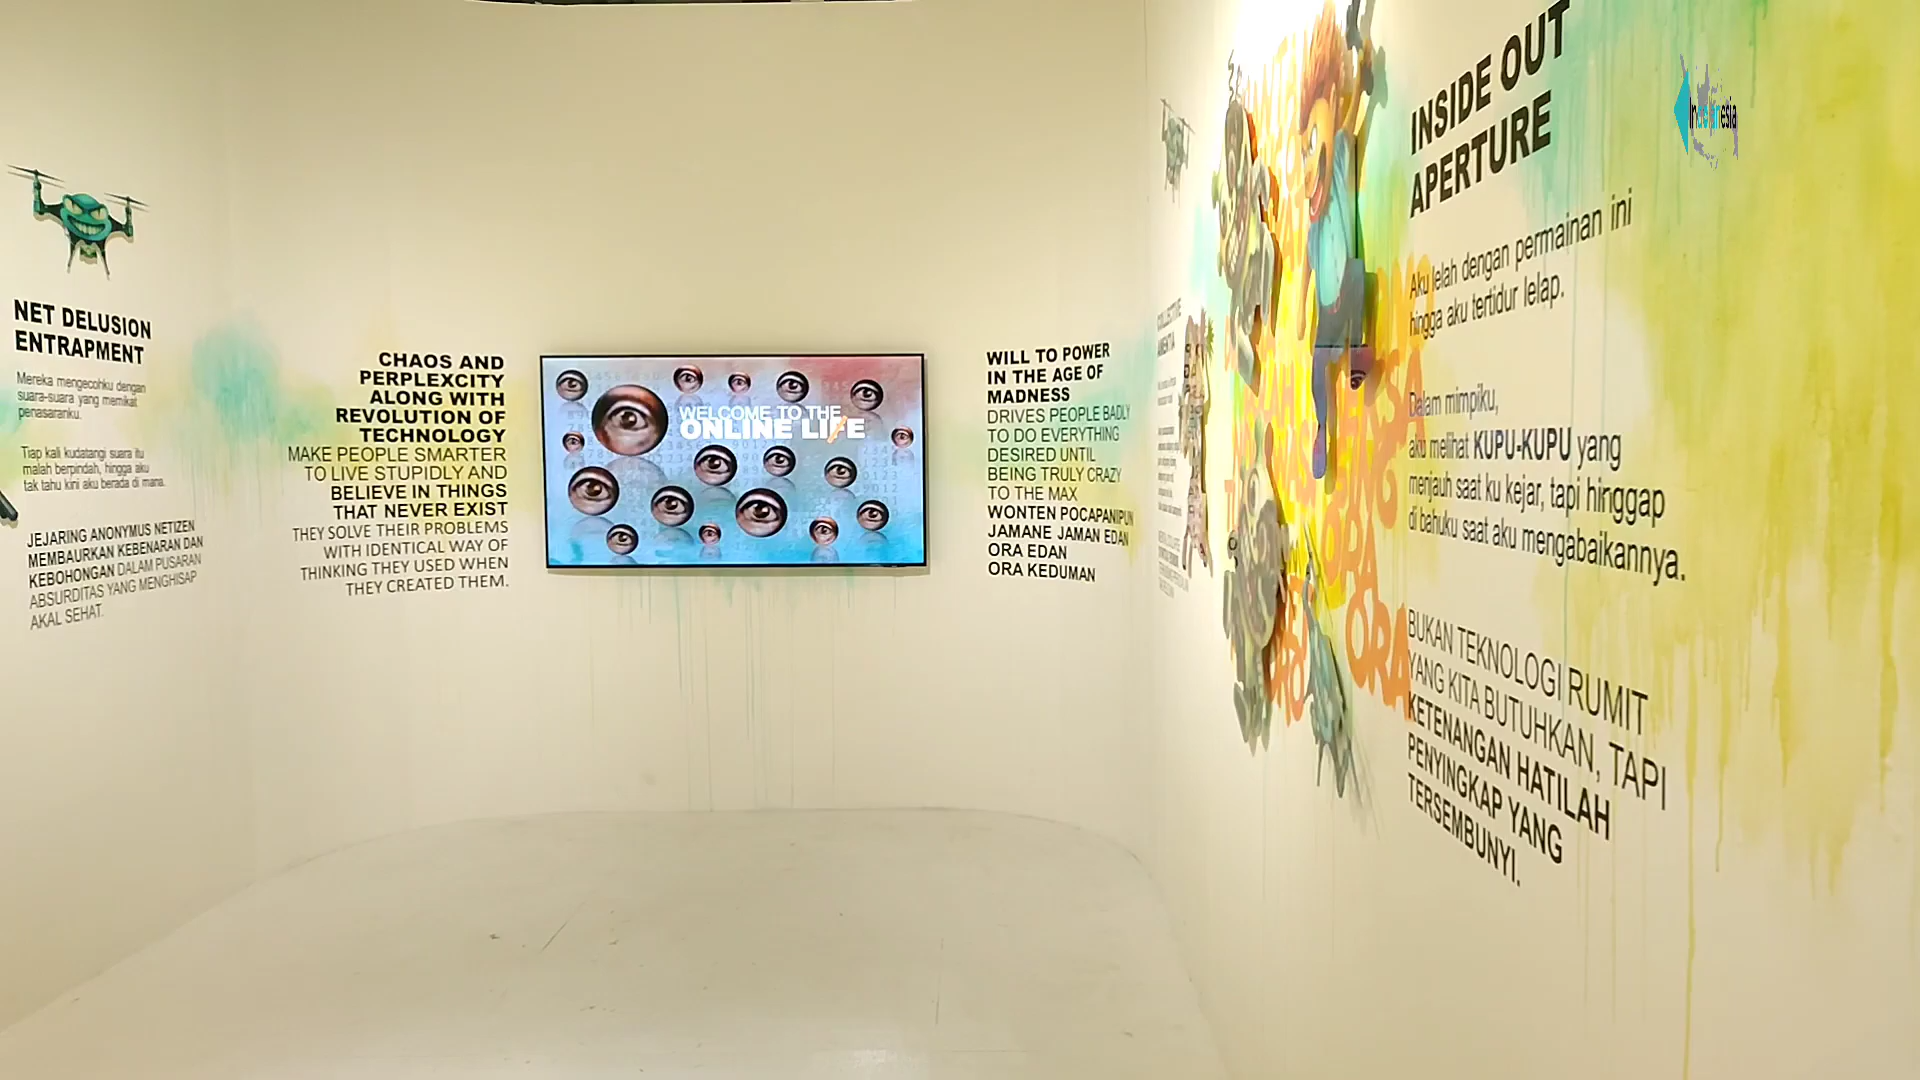 NET DELUSION
ENTRAPMENT
Mereka mengecohku dengan
suara-suara yang memikat
penasaranku.
Tiap kali kudatangi suara itu
malah berpindah, hingga aku
tak tahu kini aku berada di mana.
JEJARING ANONYMUS NETIZEN
MEMBAURKAN KEBENARAN DAN
KEBOHONGAN DALAM PUSARAN
ABSURDITAS YANG MENGHISAP
AKAL SEHAT.
CHAOS AND
PERPLEXCITY
ALONG WITH
REVOLUTION OF
TECHNOLOGY
MAKE PEOPLE SMARTER
TO LIVE STUPIDLY AND
BELIEVE IN THINGS
THAT NEVER EXIST
THEY SOLVE THEIR PROBLEMS
WITH IDENTICAL WAY OF
THINKING THEY USED WHEN
THEY CREATED THEM.
WELCOME TO THE
ONLINE LIFE
WILL TO POWER
IN THE AGE OF
MADNESS
DRIVES PEOPLE BADLY
TO DO EVERYTHING
DESIRED UNTIL
BEING TRULY CRAZY
TO THE MAX
WONTEN POCAPANIPUN
JAMANE JAMAN EDAN
ORA EDAN
ORA KEDUMAN
COLLECTIVE
AMENTIA
ORA
ORA
INSIDE OUT
APERTURE
Aku lelah dengan permainan ini
hingga aku tertidur lelap.
Dalam mimpiku,
aku melihat KUPU-KUPU yang
menjauh saat ku kejar, tapi hinggap
di bahuku saat aku mengabaikannya.
BUKAN TEKNOLOGI RUMIT
YANG KITA BUTUHKAN, TAPI
KETENANGAN HATILAH
PENYINGKAP YANG
TERSEMBUNYI.